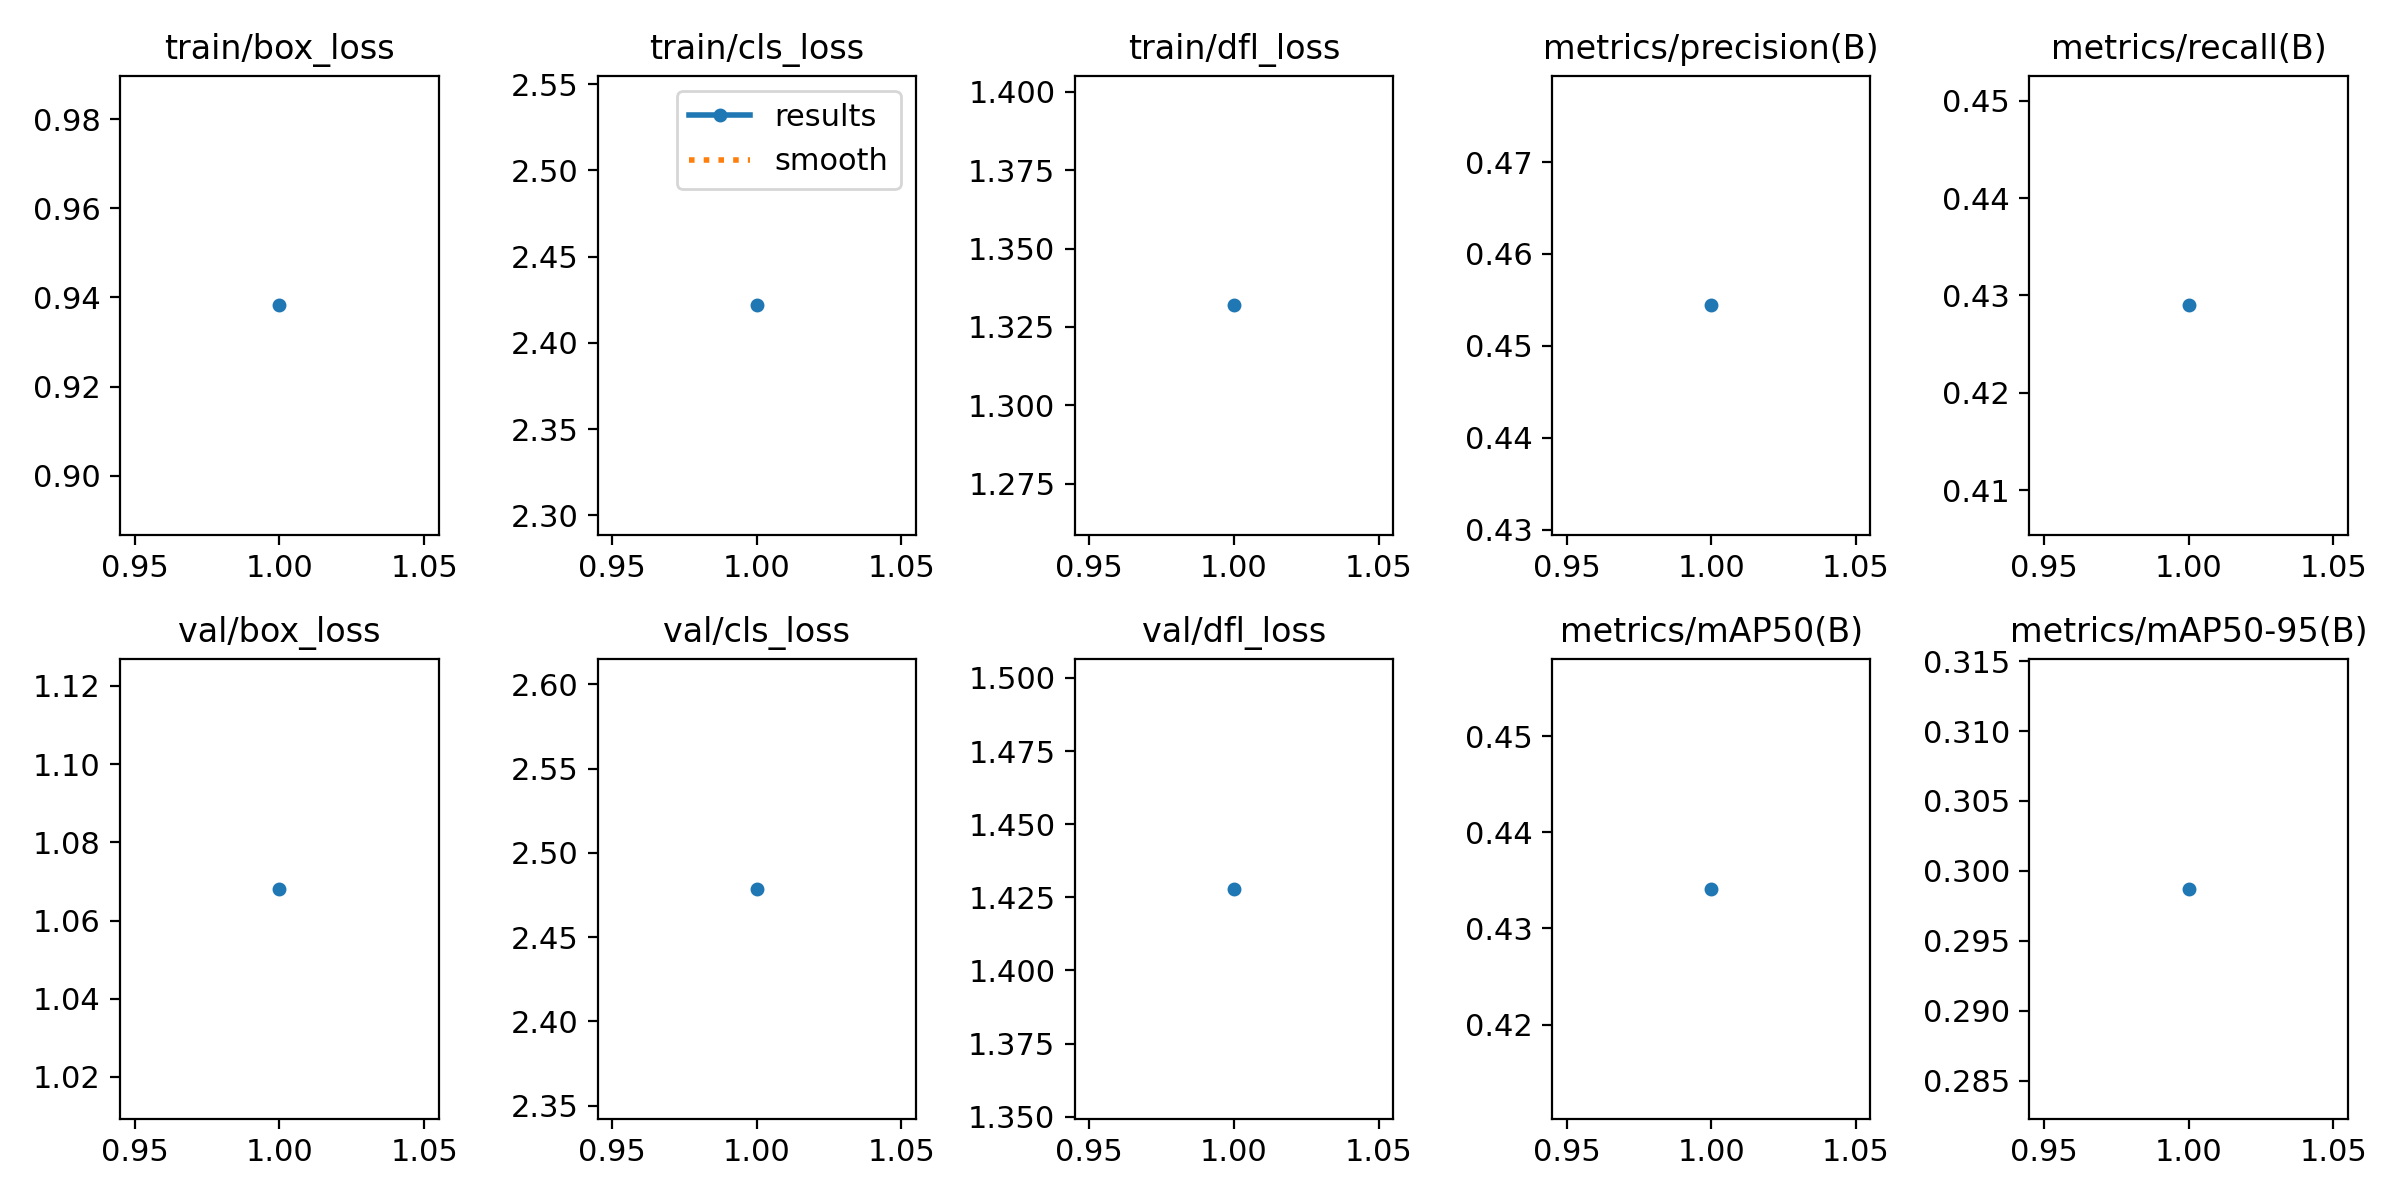 train/box_loss
0.98
0.96
0.94
0.92
0.90
0.95 1.00 1.05
train/cls_loss
results
smooth
2.55
2.50
2.45
2.40
2.35
2.30
0.95 1.00 1.05
train/dfl_loss
1.400
1.375
1.350
1.325
1.300
1.275
0.95 1.00 1.05
metrics/precision(B)
0.47
0.46
0.45
0.44
0.43
0.95 1.00 1.05
metrics/recall(B)
0.45
0.44
0.43
0.42
0.41
0.95 1.00 1.05
val/box_loss
1.12
1.10
1.08
1.06
1.04
1.02
0.95 1.00 1.05
val/cls_loss
2.60
2.55
2.50
2.45
2.40
2.35
0.95 1.00 1.05
val/dfl_loss
1.500
1.475
1.450
1.425
1.400
1.375
1.350
0.95 1.00 1.05
metrics/mAP50(B)
0.45
0.44
0.43
0.42
0.95 1.00 1.05
metrics/mAP50-95(B)
0.315
0.310
0.305
0.300
0.295
0.290
0.285
0.95 1.00 1.05